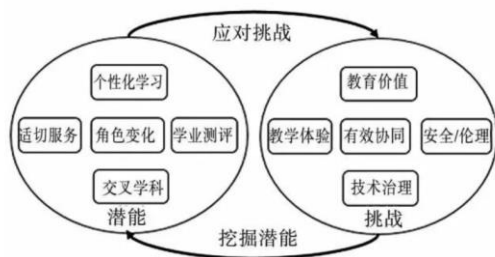 应对挑战
个性化学习
教育价值
适切服务 角色变化 学业测评
教学体验 有效协同 安全/伦理
交叉学科
技术治理
潜能
挑战
挖掘潜能